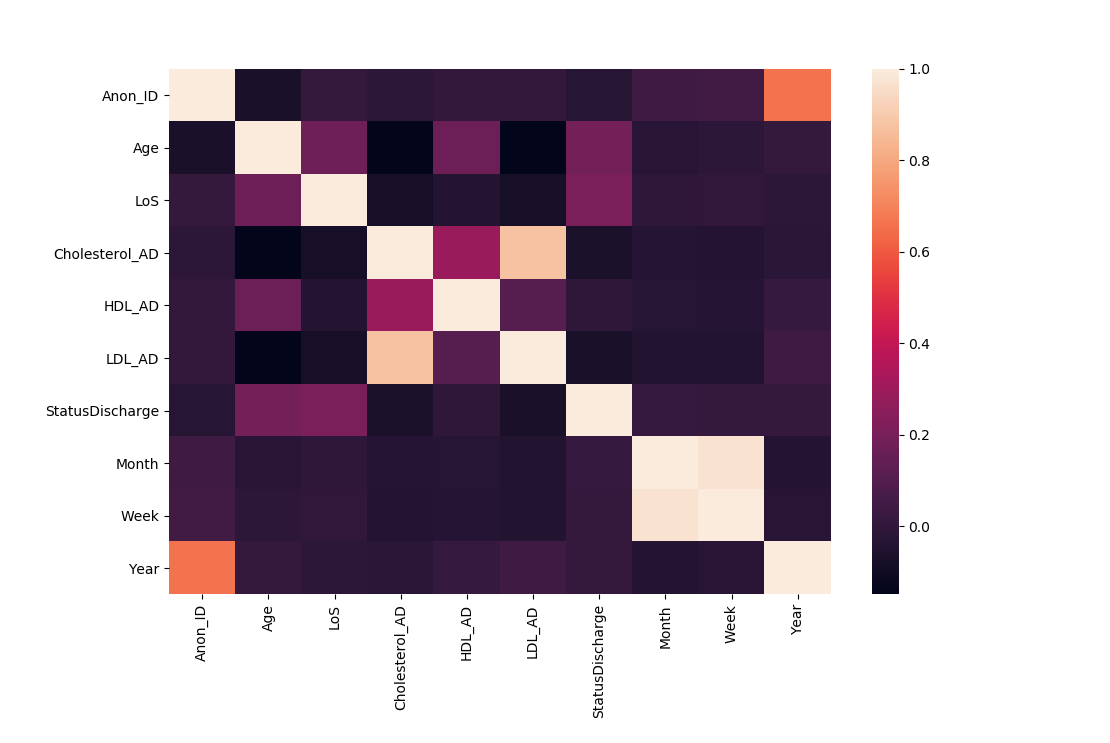 Anon_ID
Age
LoS
Cholesterol_AD
HDL_AD
LDL_AD
StatusDischarge
Month
Week
Year
Anon_ID
Age
LoS
Cholesterol_AD
HDL_AD
LDL_AD
StatusDischarge
Month
Week
Year
1.0
0.8
0.6
0.4
0.2
0.0